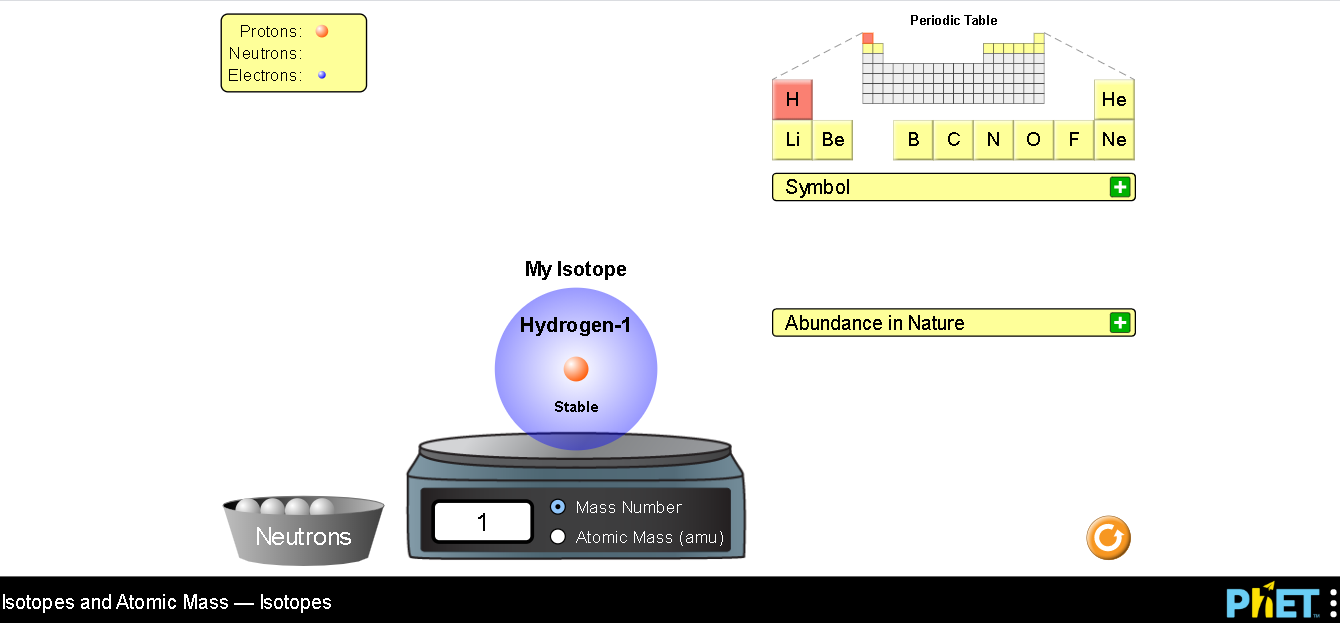 Protons:
Neutrons:
Electrons:
Periodic Table
H He
Li Be B C N O F Ne
Symbol
Abundance in Nature
My Isotope
Hydrogen-1
Stable
Neutrons
1
Mass Number
Atomic Mass (amu)
Isotopes and Atomic Mass — Isotopes
PhET